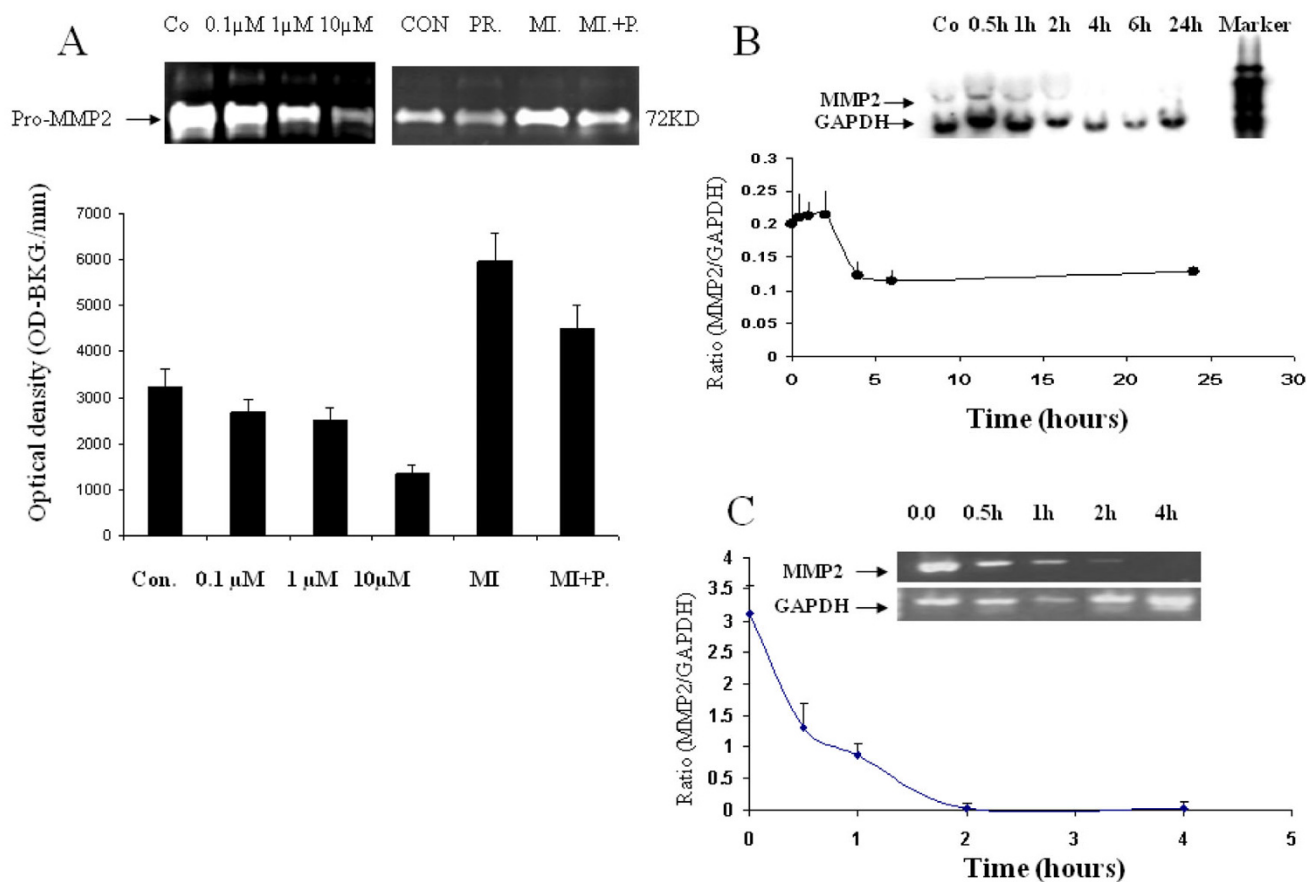 A
Co 0.1µM 1µM 10µM CON PR. MI. MI.+P.
Pro-MMP2
72KD
Optical density (OD-BKG./mm)
7000
6000
5000
4000
3000
2000
1000
0
Con. 0.1 µM 1 µM 10µM MI MI+P.
B
Co 0.5h 1h 2h 4h 6h 24h Marker
MMP2
GAPDH
Ratio (MMP2/GAPDH)
0.3
0.25
0.2
0.15
0.1
0.05
0
0 5 10 15 20 25 30
Time (hours)
C
0.0 0.5h 1h 2h 4h
MMP2
GAPDH
Ratio (MMP2/GAPDH)
4
3.5
3
2.5
2
1.5
1
0.5
0
0 1 2 3 4 5
Time (hours)